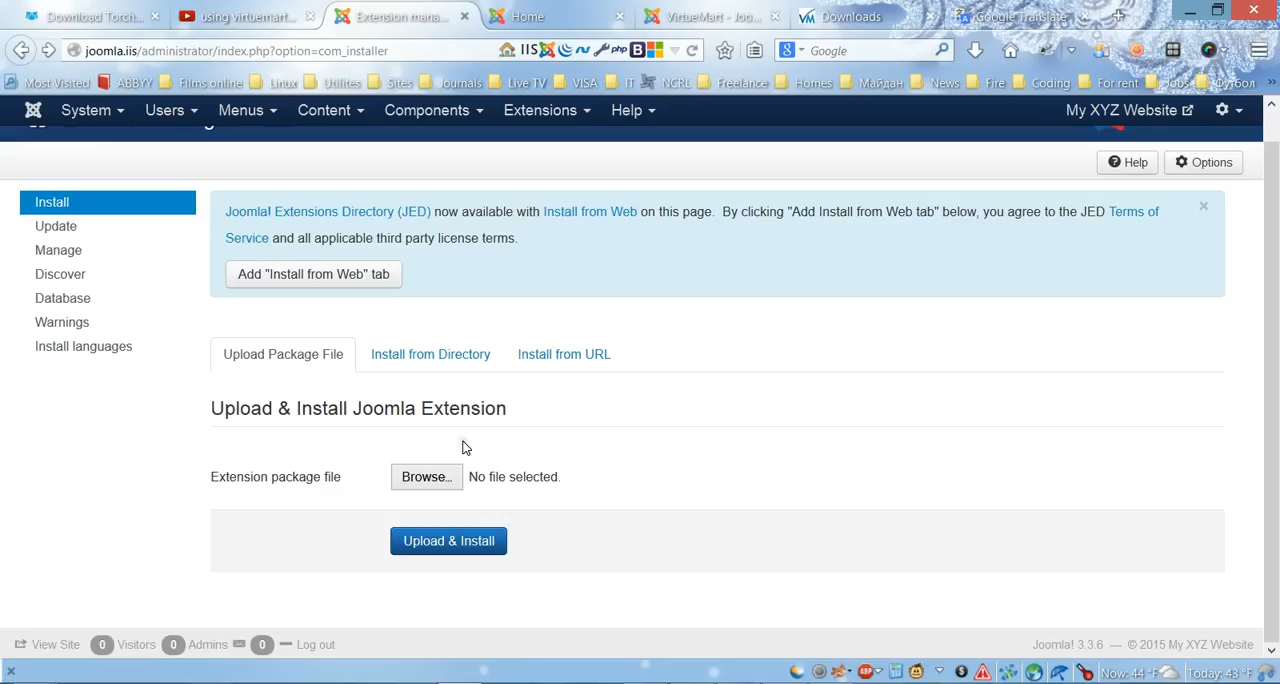 Download Torch...
using virtuemart...
Extension mana...
Home
VirtueMart - Joo...
Downloads
Google Translate
joomla.iis/administrator/index.php?option=com_installer
IIS
php
B
Google
Most Visited
ABBYY
Films online
Linux
Utilites
Sites
Journals
Live TV
VISA
IT
NCRL
Freelance
Homes
Майдан
News
Fire
Coding
For rent
Jobs
Футбол
System
Users
Menus
Content
Components
Extensions
Help
My XYZ Website
Help
Options
Install
Update
Manage
Discover
Database
Warnings
Install languages
Joomla! Extensions Directory (JED) now available with Install from Web on this page. By clicking "Add Install from Web tab" below, you agree to the JED Terms of
Service and all applicable third party license terms.
Add "Install from Web" tab
Upload Package File
Install from Directory
Install from URL
Upload & Install Joomla Extension
Extension package file
Browse...
No file selected.
Upload & Install
View Site
0 Visitors
0 Admins
0
Log out
Joomla! 3.3.6 — © 2015 My XYZ Website
ABP
Now: 44 °F
Today: 43 °F